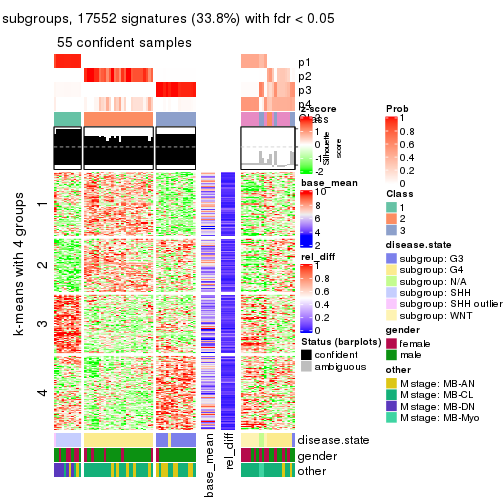 subgroups, 17552 signatures (33.8%) with fdr < 0.05
55 confident samples
p1
p2
p3
p4
Class
k-means with 4 groups
1
2
3
4
Silhouette
score
z-score
2
1
0
-1
-2
base_mean
10
8
6
4
2
rel_diff
1
0.8
0.6
0.4
0.2
0
Status (barplots)
confident
ambiguous
Prob
1
0.8
0.6
0.4
0.2
0
Class
1
2
3
disease.state
subgroup: G3
subgroup: G4
subgroup: N/A
subgroup: SHH
subgroup: SHH outlier
subgroup: WNT
gender
female
male
other
M stage: MB-AN
M stage: MB-CL
M stage: MB-DN
M stage: MB-Myo
disease.state
gender
other
base_mean
rel_diff